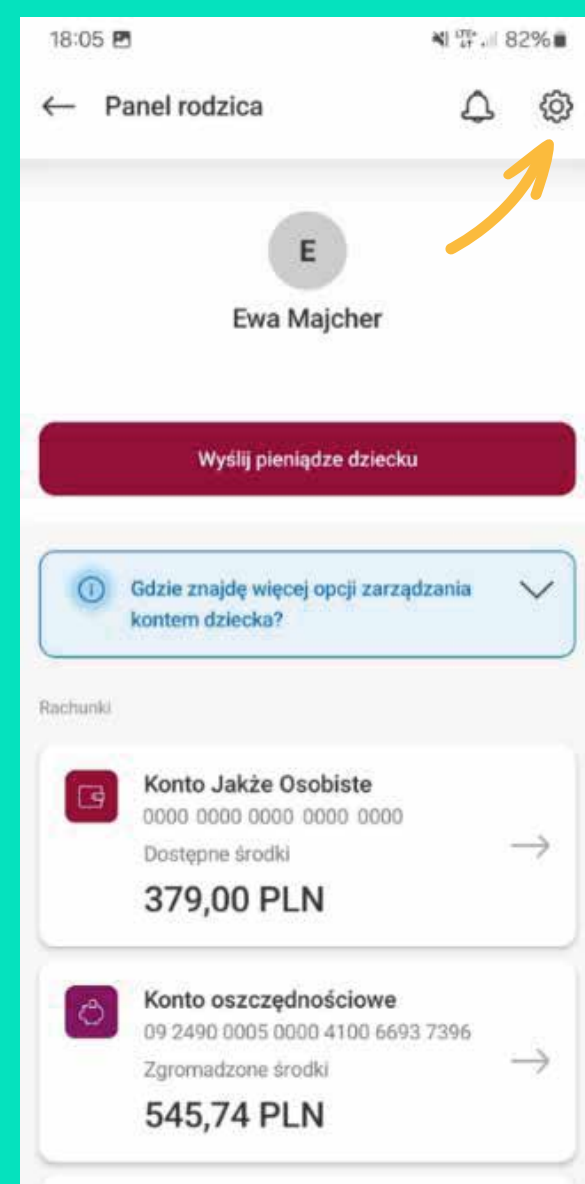 18:05 LTE+ 82%
Panel rodzica
E
Ewa Majcher
Wyślij pieniądze dziecku
Gdzie znajdę więcej opcji zarządzania
kontem dziecka?
Rachunki
Konto Jakże Osobiste
0000 0000 0000 0000 0000
Dostępne środki
379,00 PLN
Konto oszczędnościowe
09 2490 0005 0000 4100 6693 7396
Zgromadzone środki
545,74 PLN